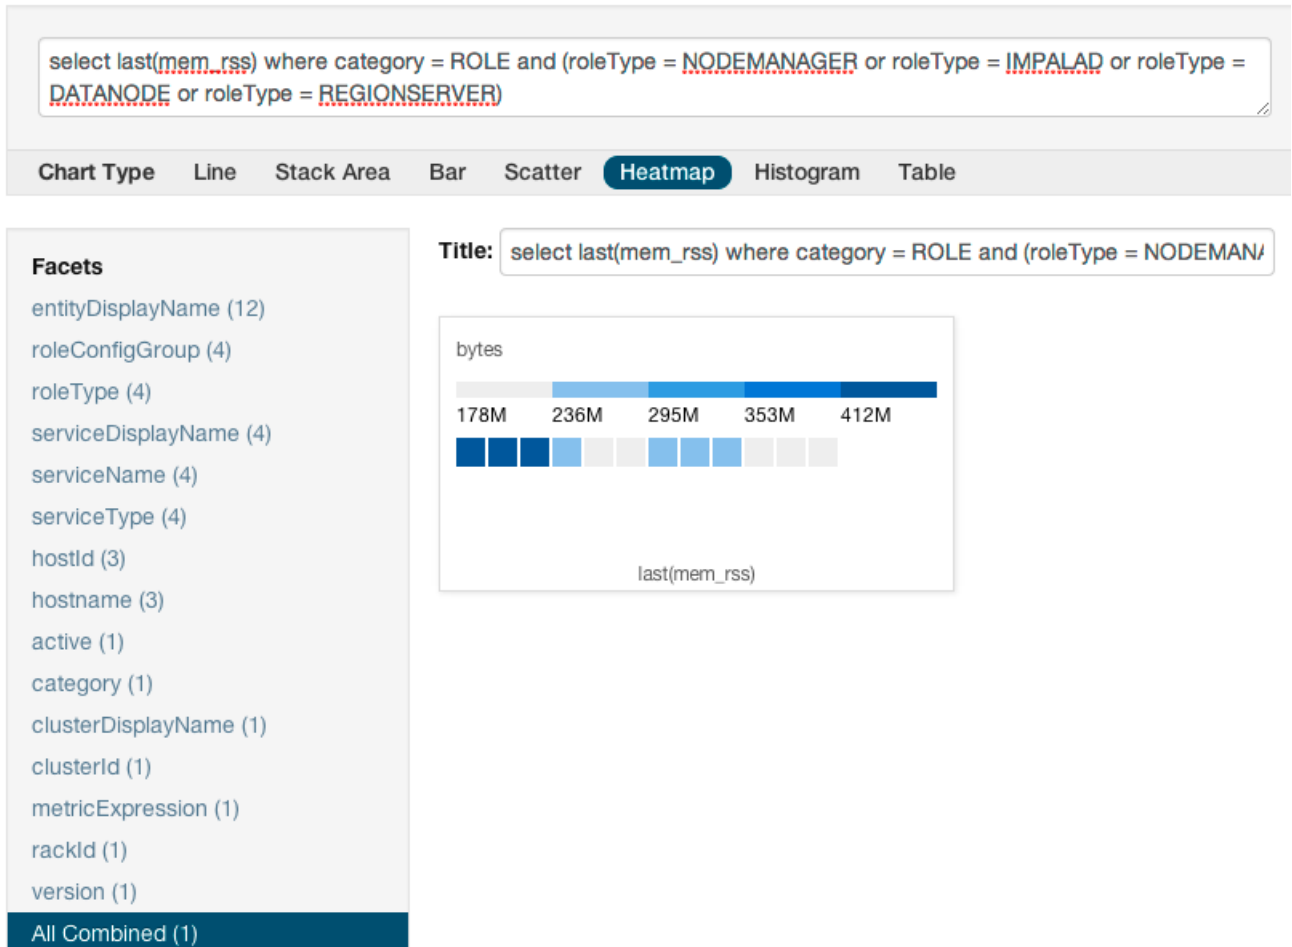 select last(mem_rss) where category = ROLE and (roleType = NODEMANAGER or roleType = IMPALAD or roleType =
DATANODE or roleType = REGIONSERVER)
Chart Type Line Stack Area Bar Scatter Heatmap Histogram Table
Facets
entityDisplayName (12)
roleConfigGroup (4)
roleType (4)
serviceDisplayName (4)
serviceName (4)
serviceType (4)
hostId (3)
hostname (3)
active (1)
category (1)
clusterDisplayName (1)
clusterId (1)
metricExpression (1)
rackId (1)
version (1)
All Combined (1)
Title: select last(mem_rss) where category = ROLE and (roleType = NODEMANA
bytes
178M 236M 295M 353M 412M
last(mem_rss)